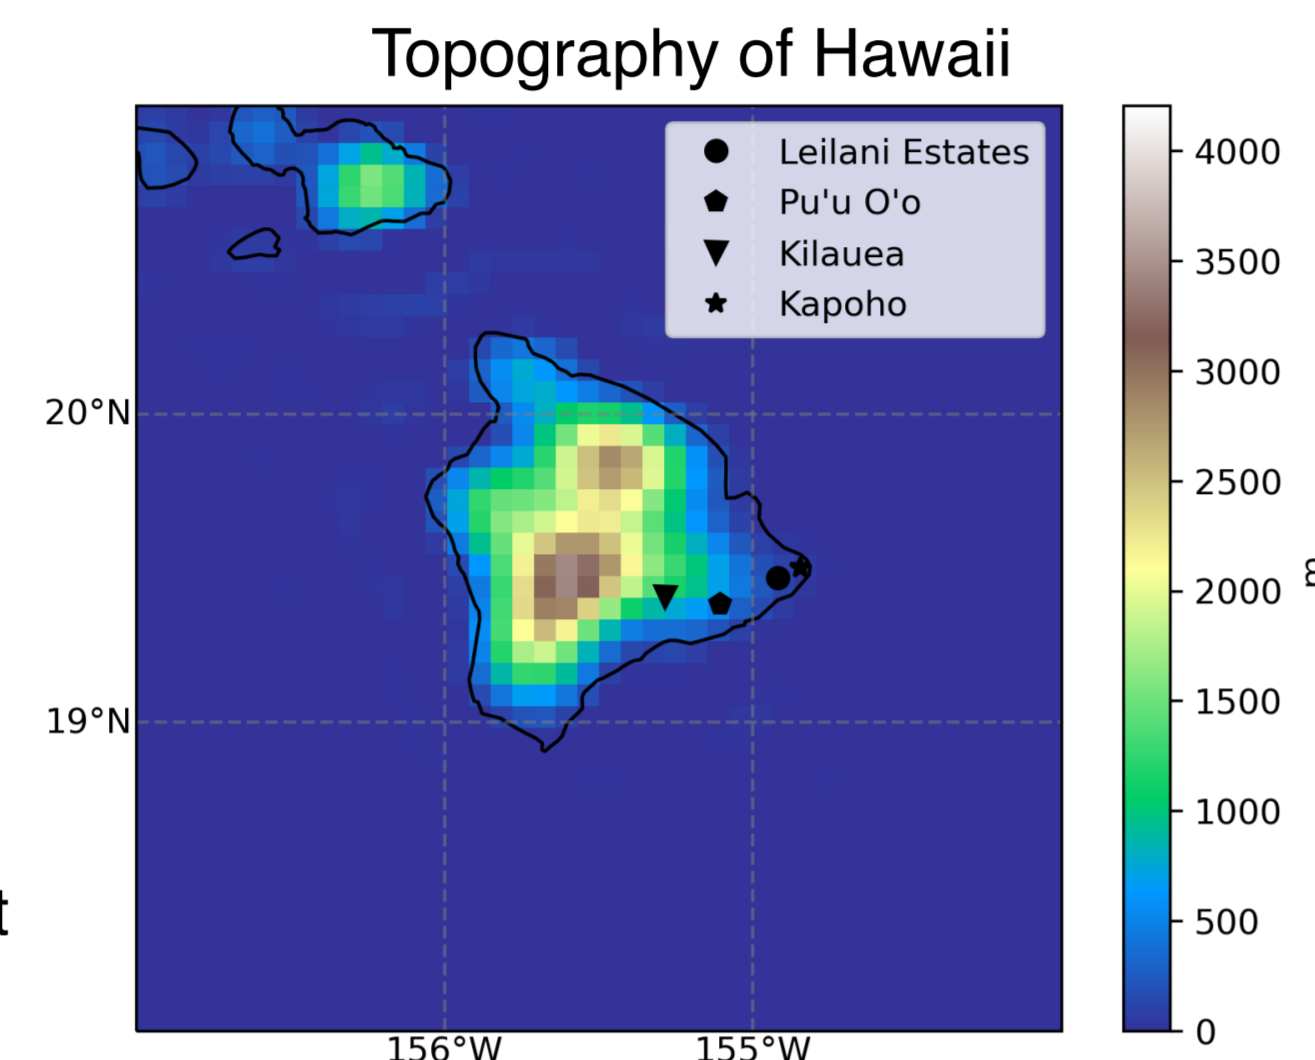 Topography of Hawaii
Leilani Estates
Pu'u O'o
Kilauea
Kapoho
20°N
19°N
156°W
155°W
4000
3500
3000
2500
2000
1500
1000
500
0
m
t